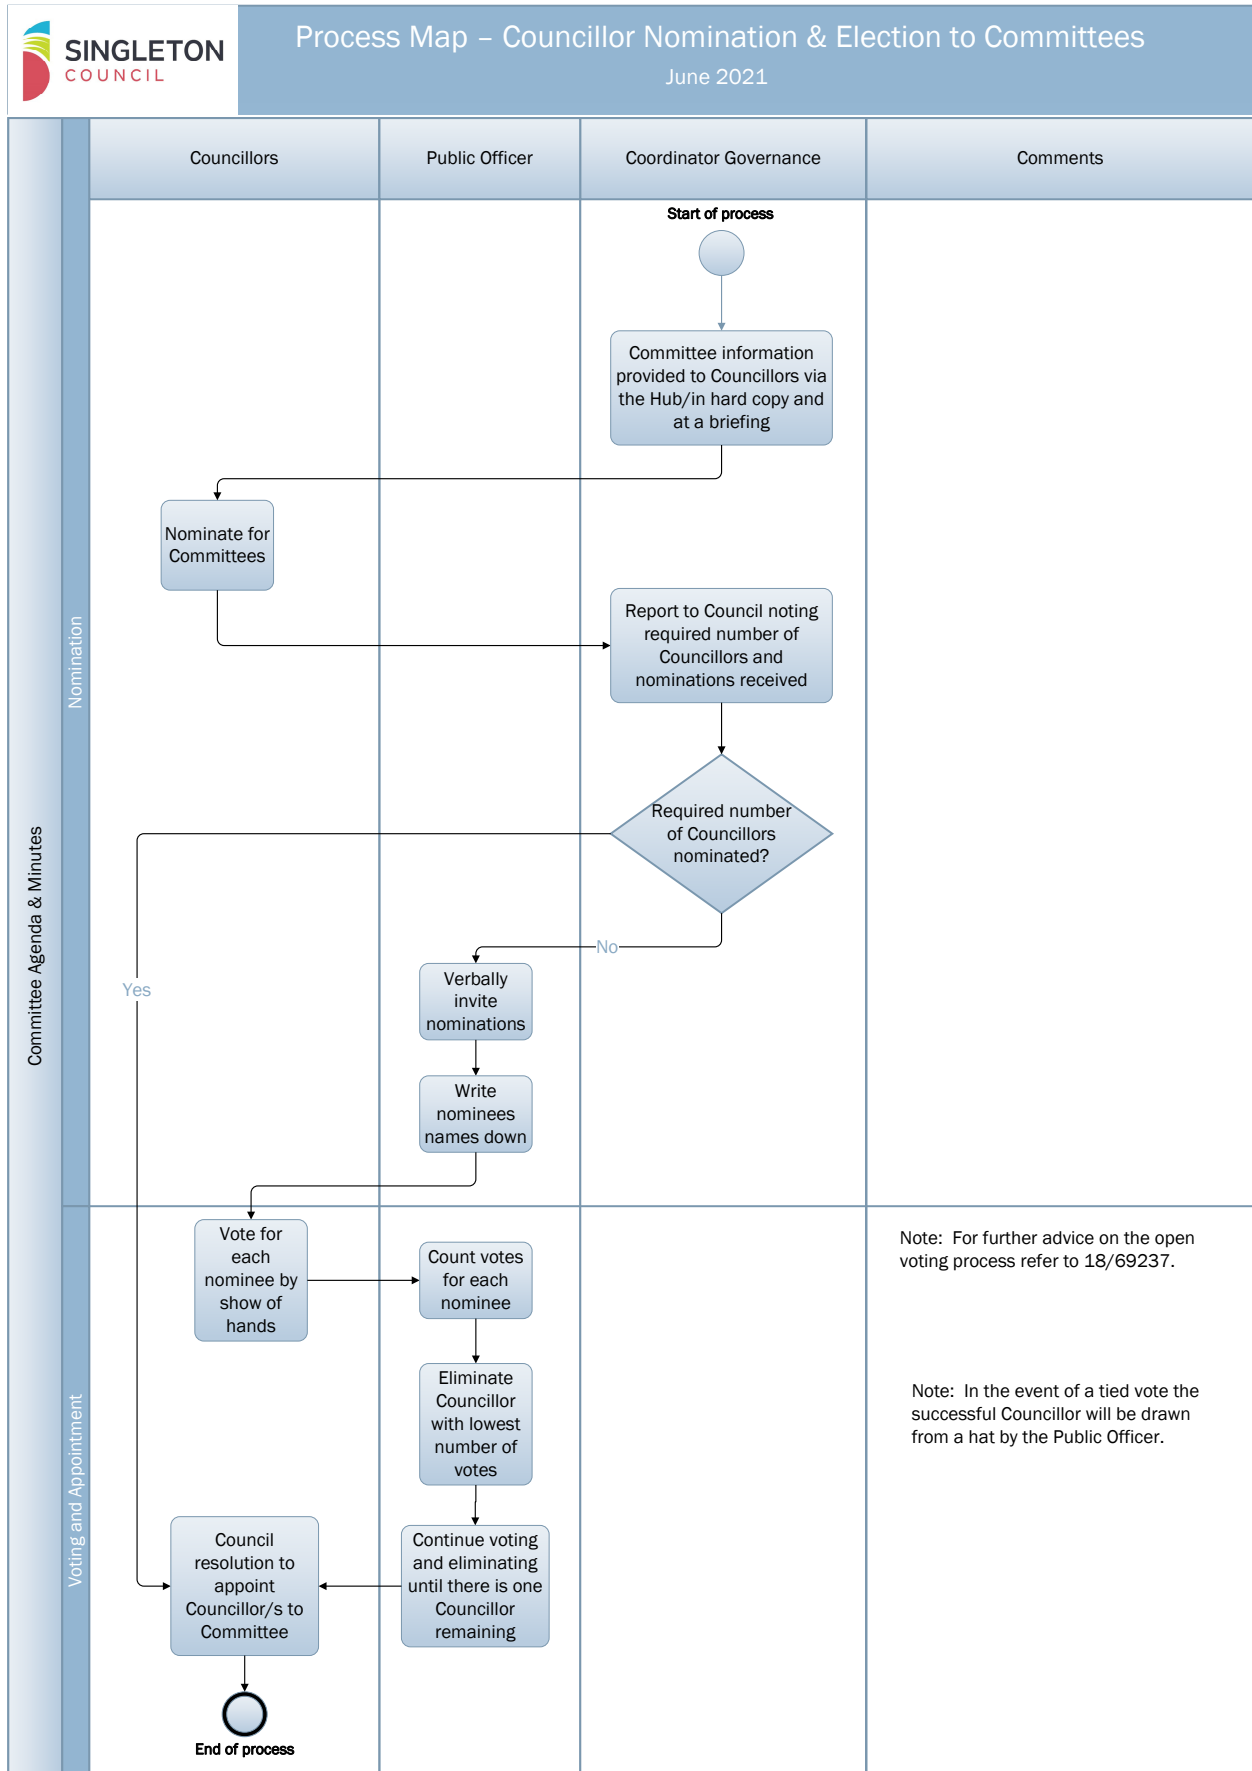 SINGLETON
COUNCIL
Process Map – Councillor Nomination & Election to Committees
June 2021
Councillors
Public Officer
Coordinator Governance
Comments
Committee Agenda & Minutes
Nomination
Start of process
Committee information
provided to Councillors via
the Hub/in hard copy and
at a briefing
Nominate for
Committees
Report to Council noting
required number of
Councillors and
nominations received
Required number
of Councillors
nominated?
No
Yes
Verbally
invite
nominations
Write
nominees
names down
Voting and Appointment
Vote for
each
nominee by
show of
hands
Count votes
for each
nominee
Note: For further advice on the open
voting process refer to 18/69237.
Eliminate
Councillor
with lowest
number of
votes
Note: In the event of a tied vote the
successful Councillor will be drawn
from a hat by the Public Officer.
Continue voting
and eliminating
until there is one
Councillor
remaining
Council
resolution to
appoint
Councillor/s to
Committee
End of process